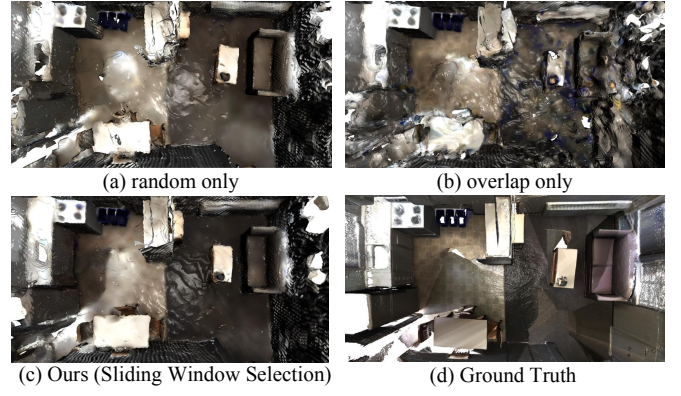 (a) random only
(b) overlap only
(c) Ours (Sliding Window Selection)
(d) Ground Truth